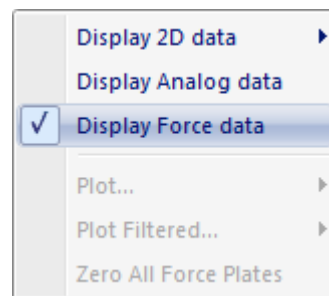 Display 2D data
Display Analog data
Display Force data
Plot...
Plot Filtered...
Zero All Force Plates